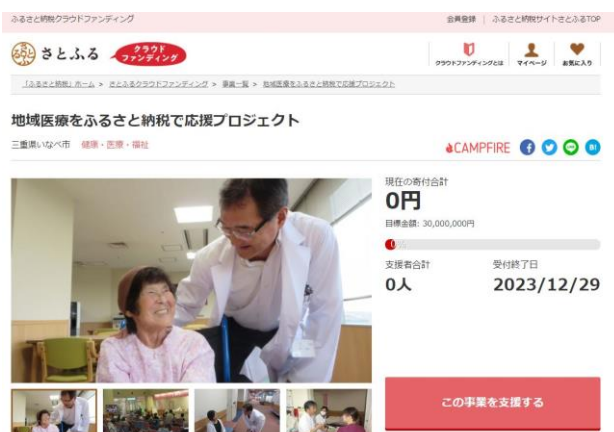 ふるさと納税クラウドファンディング
会員登録 | ふるさと納税サイトさとふるTOP
さとふる クラウドファンディング
クラウドファンディングとは マイページ お気に入り
「ふるさと納税」ホーム > さとふるクラウドファンディング > 事業一覧 > 地域医療をふるさと納税で応援プロジェクト
地域医療をふるさと納税で応援プロジェクト
三重県いなべ市 健康・医療・福祉
CAMPFIRE
現在の寄付合計
0円
目標金額: 30,000,000円
支援者合計 受付終了日
0人 2023/12/29
この事業を支援する